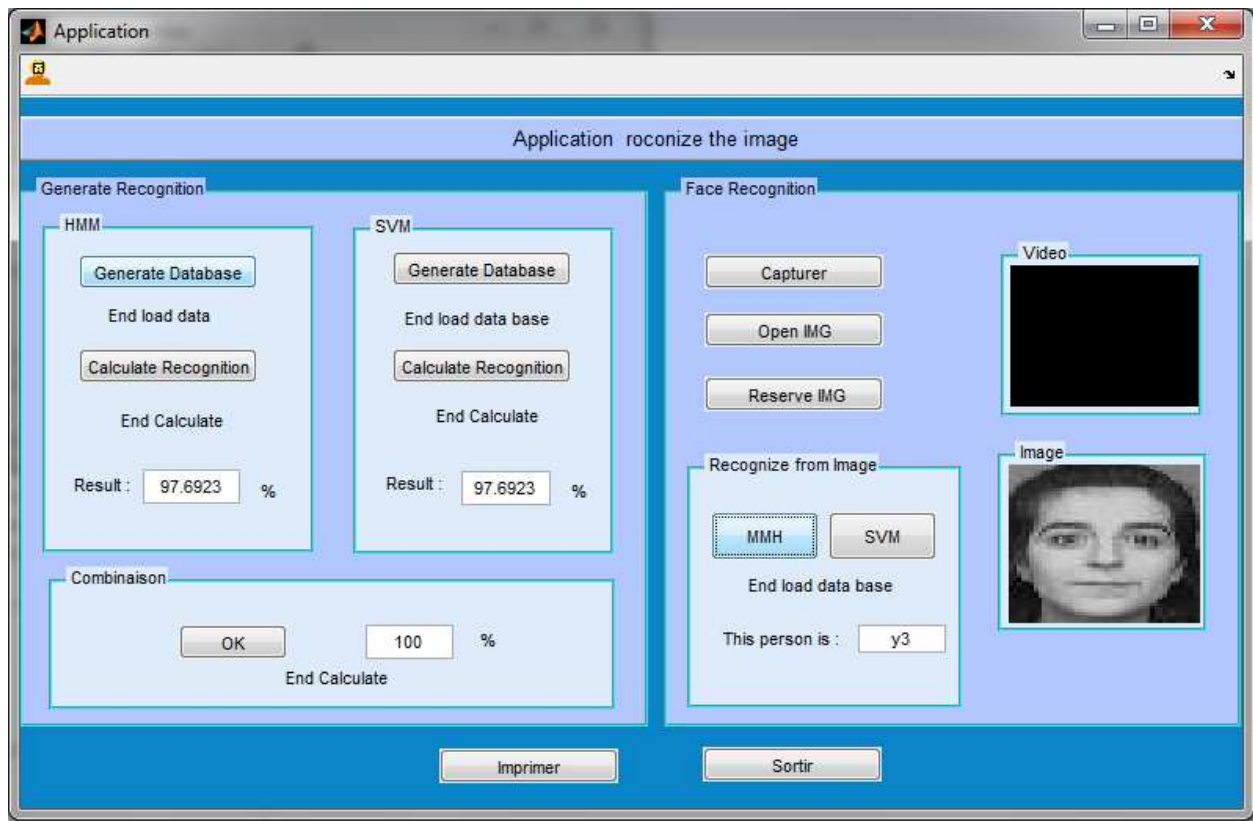 Application
Application roconize the image
Generate Recognition
HMM
Generate Database
End load data
Calculate Recognition
End Calculate
Result : 97.6923 %
SVM
Generate Database
End load data base
Calculate Recognition
End Calculate
Result : 97.6923 %
Combinaison
OK 100 %
End Calculate
Face Recognition
Capturer
Open IMG
Reserve IMG
Video
Recognize from Image
MMH SVM
End load data base
This person is : y3
Image
Imprimer Sortir